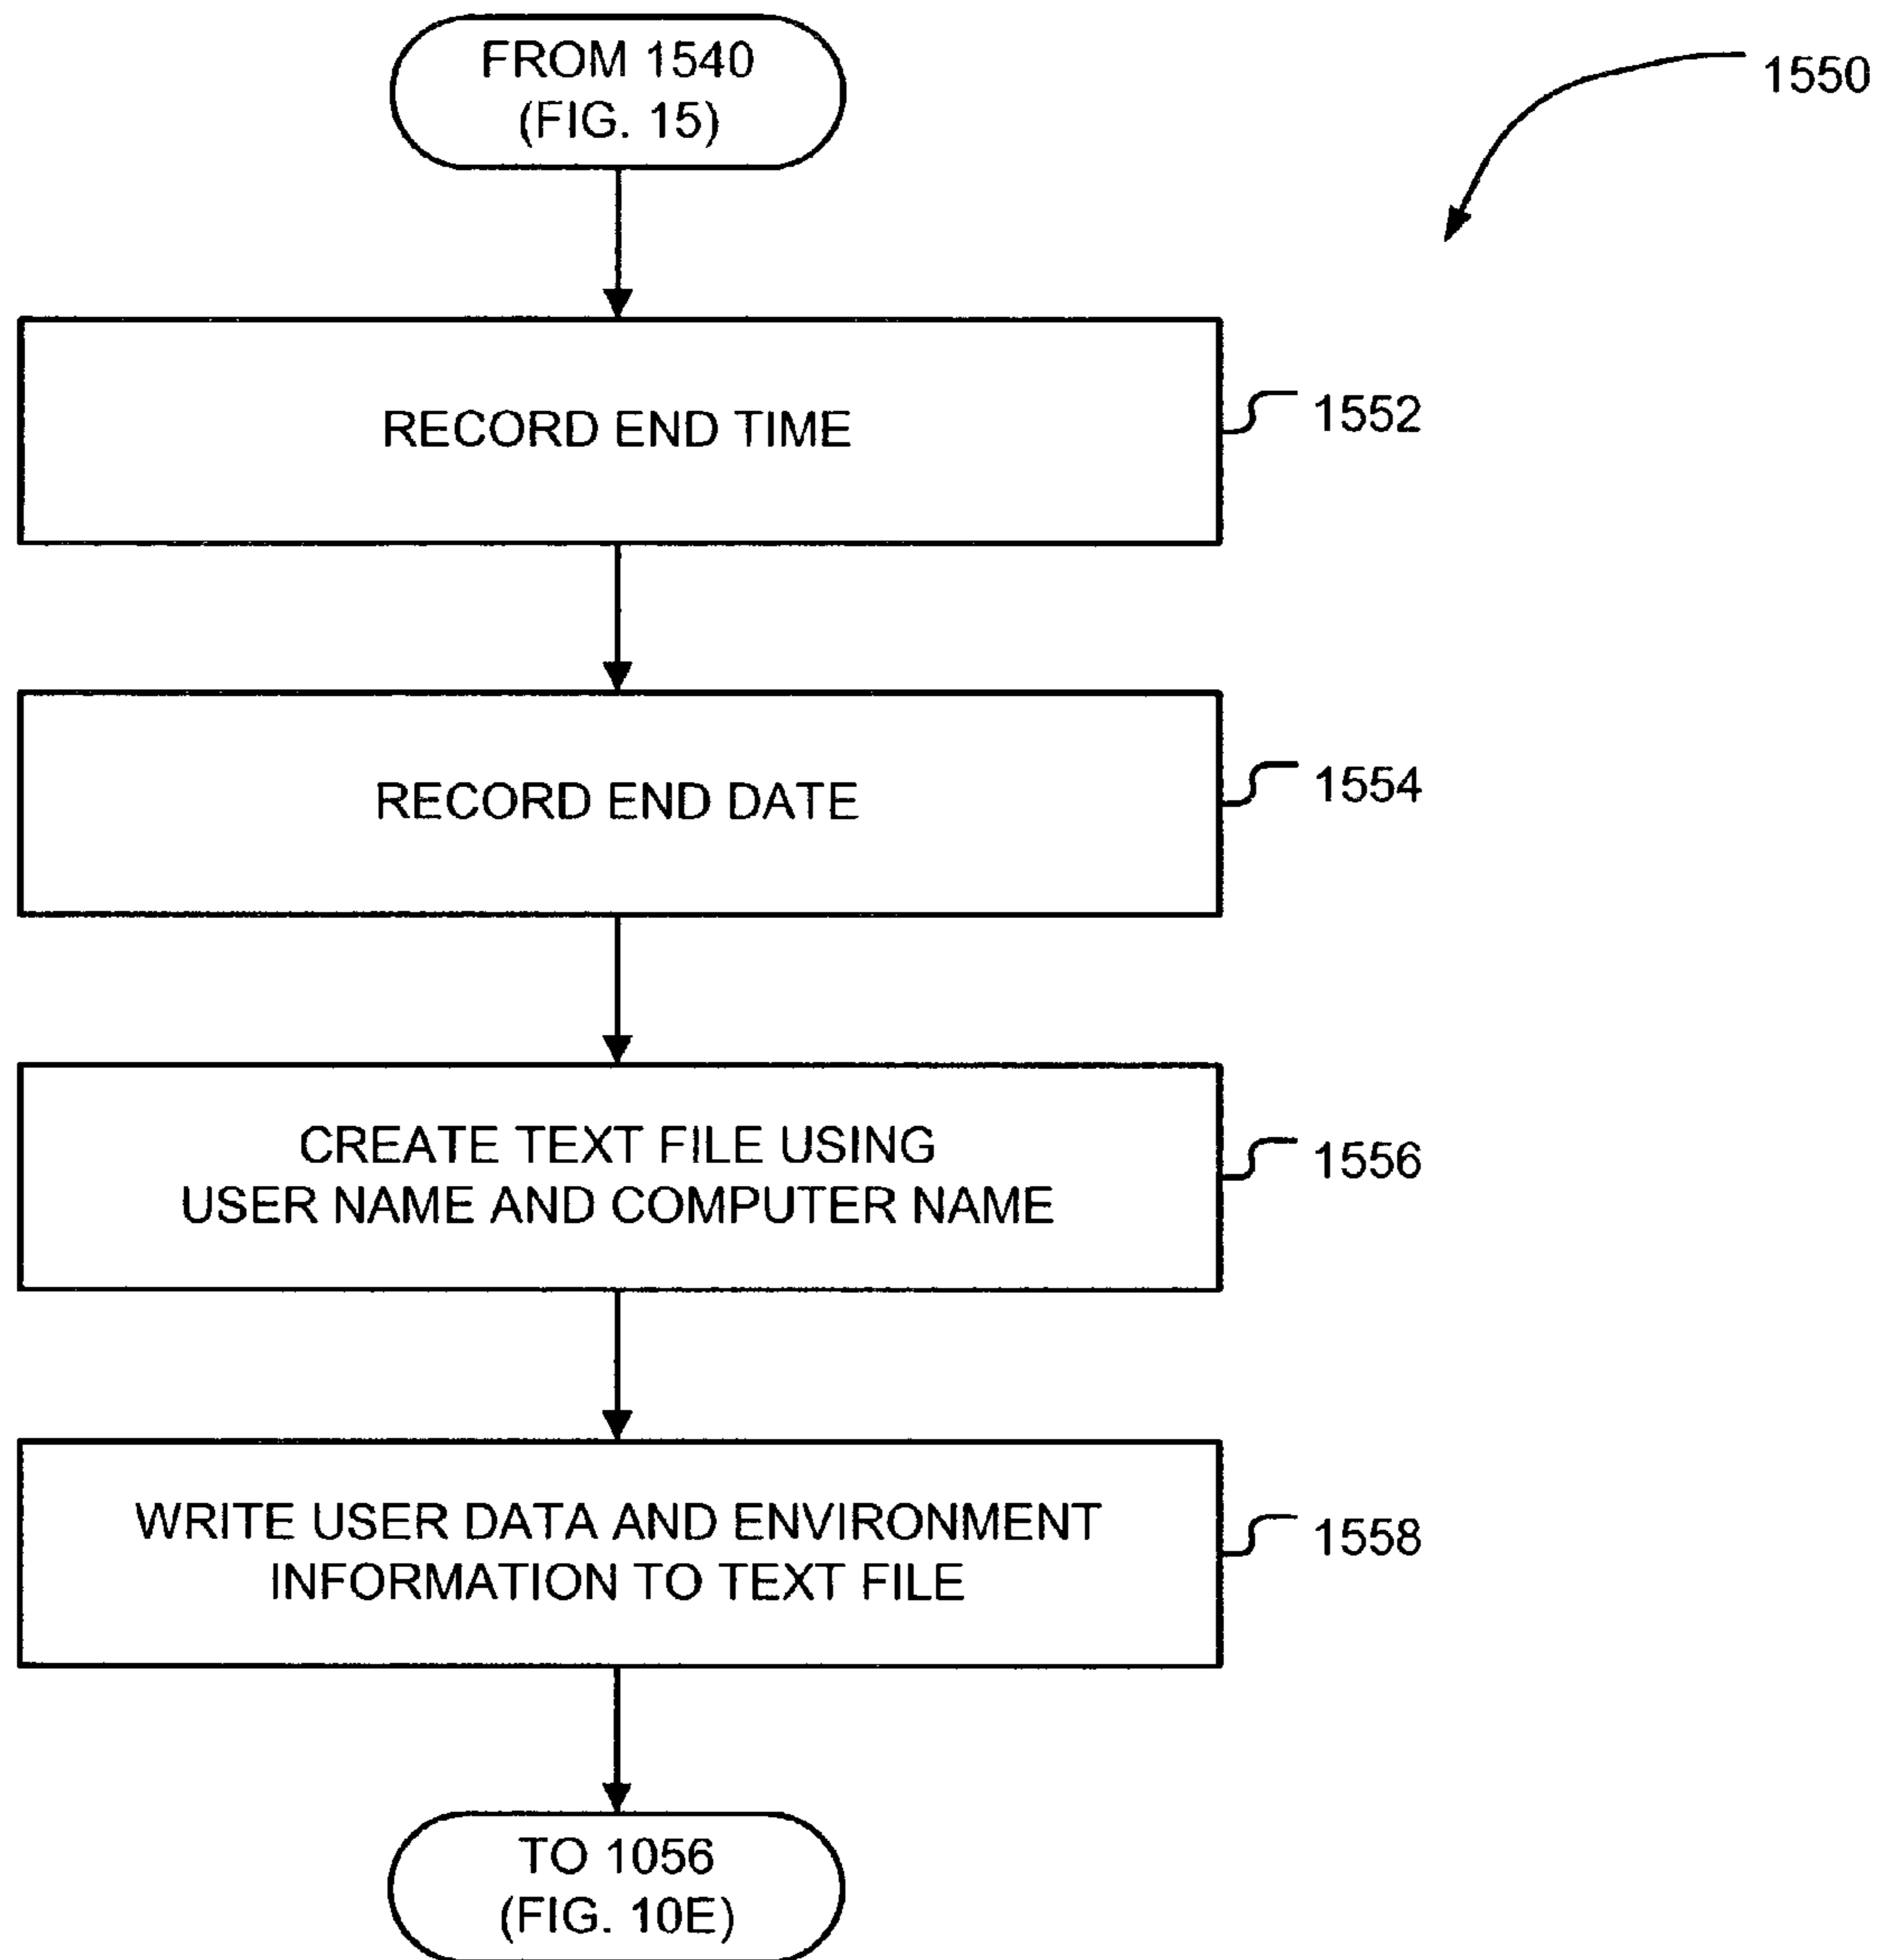 FROM 1540
(FIG. 15)
1550
RECORD END TIME
1552
RECORD END DATE
1554
CREATE TEXT FILE USING
USER NAME AND COMPUTER NAME
1556
WRITE USER DATA AND ENVIRONMENT
INFORMATION TO TEXT FILE
1558
TO 1056
(FIG. 10E)